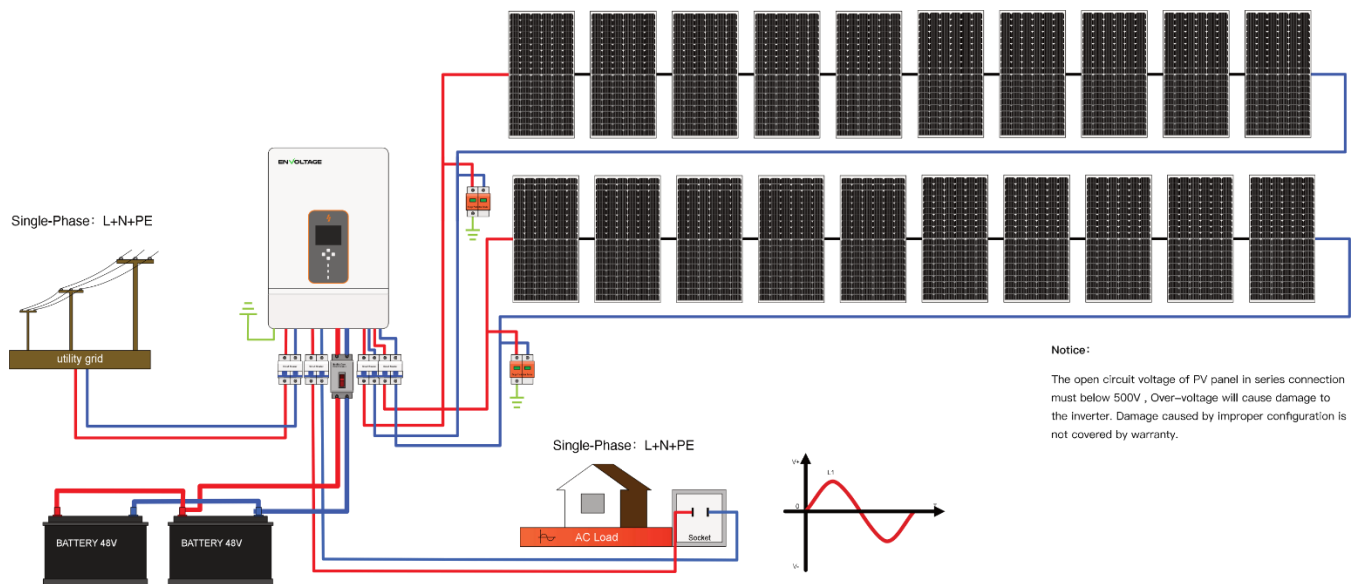 ENVOLTAGE
Single-Phase: L+N+PE
utility grid
Notice:
The open circuit voltage of PV panel in series connection
must below 500V , Over-voltage will cause damage to
the inverter. Damage caused by improper configuration is
not covered by warranty.
Single-Phase: L+N+PE
AC Load
Socket
BATTERY 48V
BATTERY 48V
V+
L1
0
V-